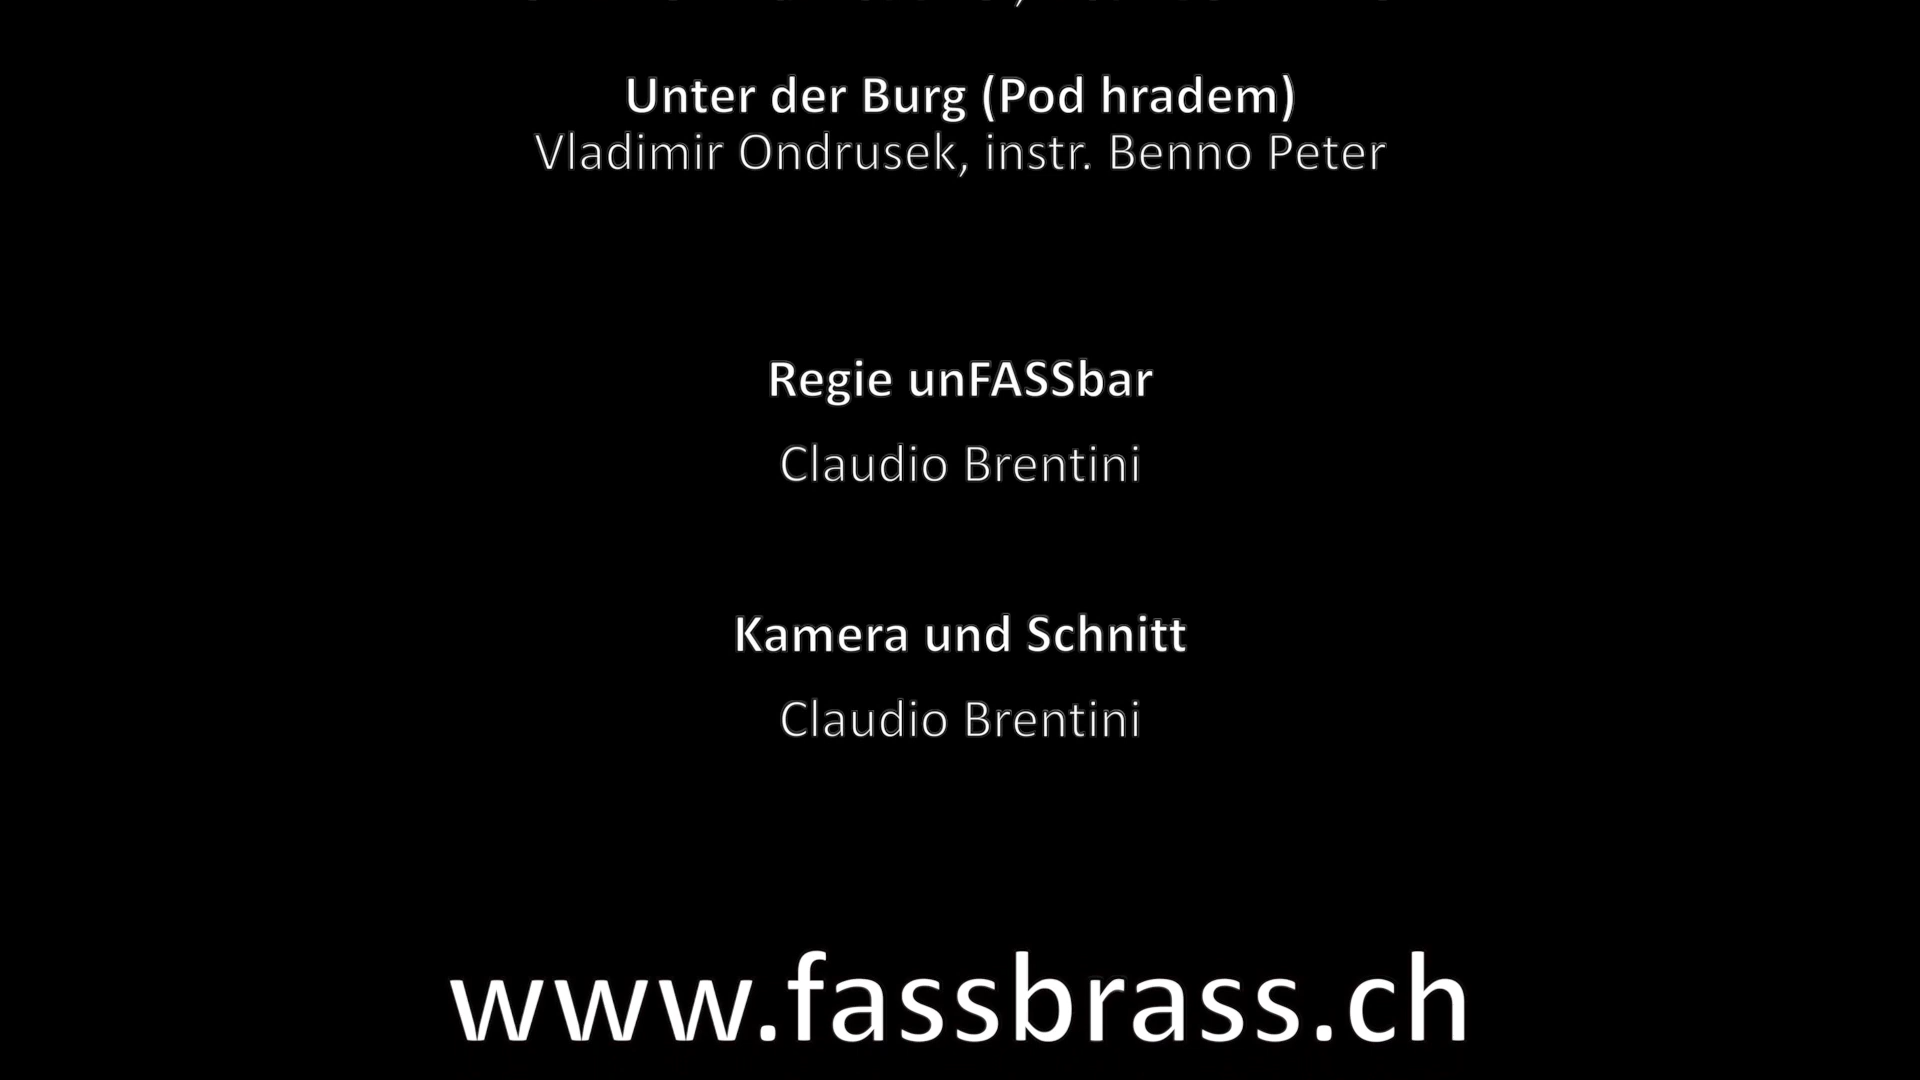 Unter der Burg (Pod hradem)
Vladimir Ondrusek, instr. Benno Peter
Regie unFASSbar
Claudio Brentini
Kamera und Schnitt
Claudio Brentini
www.fassbrass.ch